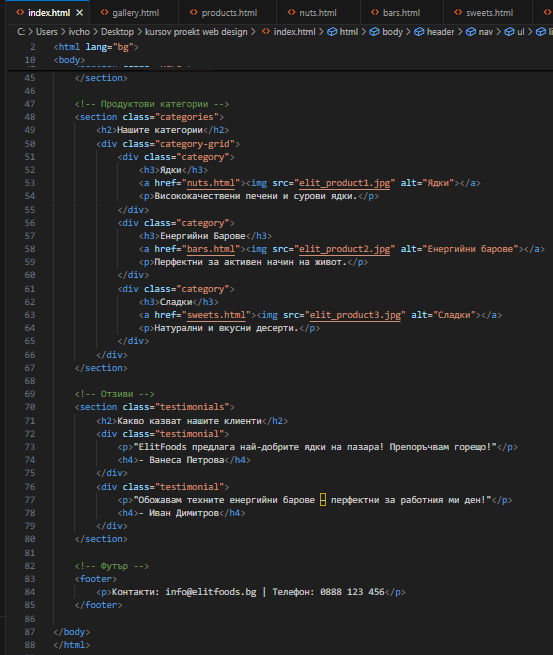 index.html gallery.html products.html nuts.html bars.html sweets.html
C: > Users > ivcho > Desktop > kursov proekt web design > index.html > html > body > header > nav > ul >
2 <html lang="bg">
10 <body>
45 </section>
46
47 <!-- Продуктови категории -->
48 <section class="categories">
49 <h2>Нашите категории</h2>
50 <div class="category-grid">
51 <div class="category">
52 <h3>Ядки</h3>
53 <a href="nuts.html"><img src="elit_product1.jpg" alt="Ядки"></a>
54 <p>Висококачествени печени и сурови ядки.</p>
55 </div>
56 <div class="category">
57 <h3>Енергийни Барове</h3>
58 <a href="bars.html"><img src="elit_product2.jpg" alt="Енергийни барове"></a>
59 <p>Перфектни за активен начин на живот.</p>
60 </div>
61 <div class="category">
62 <h3>Сладки</h3>
63 <a href="sweets.html"><img src="elit_product3.jpg" alt="Сладки"></a>
64 <p>Натурални и вкусни десерти.</p>
65 </div>
66 </div>
67 </section>
68
69 <!-- Отзиви -->
70 <section class="testimonials">
71 <h2>Какво казват нашите клиенти</h2>
72 <div class="testimonial">
73 <p>"ElitFoods предлага най-добрите ядки на пазара! Препоръчвам горещо!"</p>
74 <h4>- Ванеса Петрова</h4>
75 </div>
76 <div class="testimonial">
77 <p>"Обожавам техните енергийни барове – перфектни за работния ми ден!"</p>
78 <h4>- Иван Димитров</h4>
79 </div>
80 </section>
81
82 <!-- Футър -->
83 <footer>
84 <p>Контакти: info@elitfoods.bg | Телефон: 0888 123 456</p>
85 </footer>
86
87 </body>
88 </html>